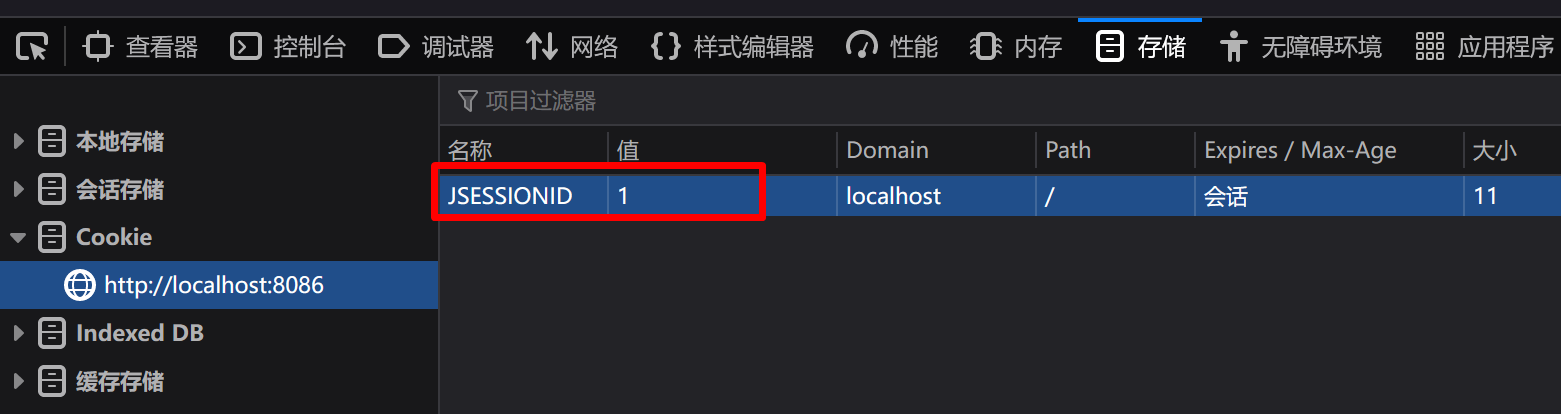 查看器 控制台 调试器 网络 样式编辑器 性能 内存 存储 无障碍环境 应用程序
项目过滤器
本地存储
会话存储
Cookie
http://localhost:8086
Indexed DB
缓存存储
名称 值 Domain Path Expires / Max-Age 大小
JSESSIONID 1 localhost / 会话 11